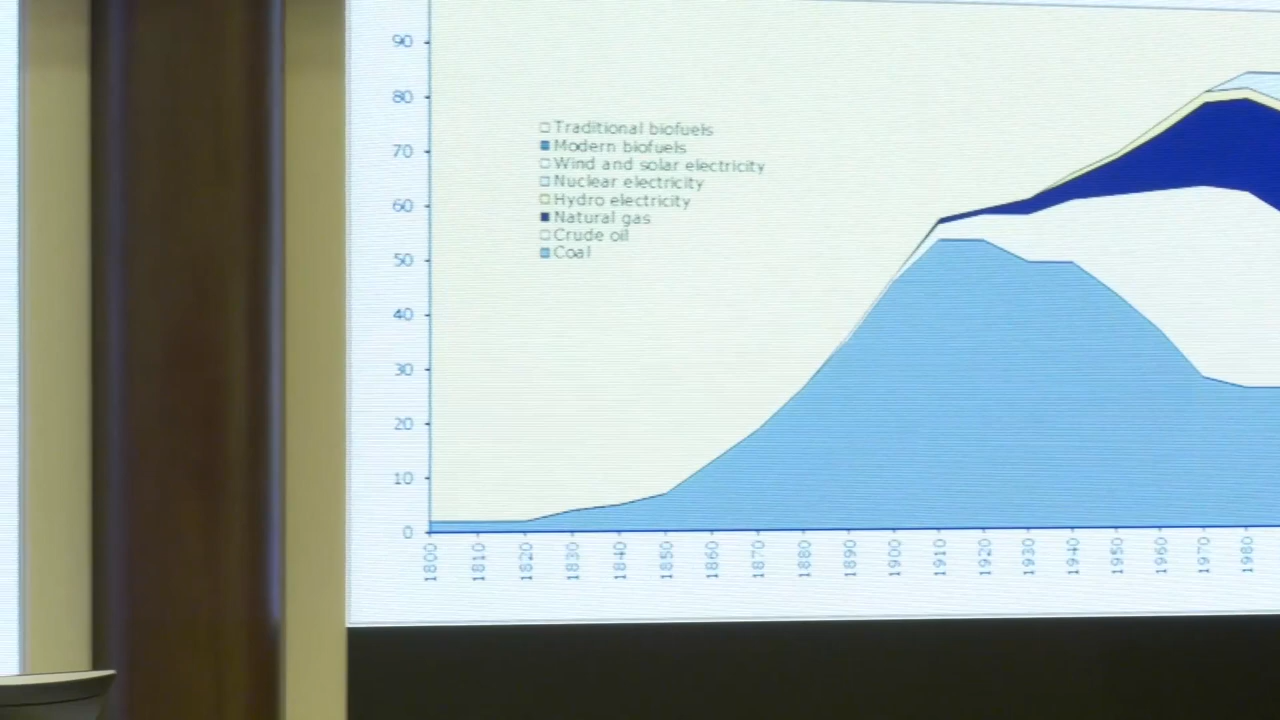 90
80
70
60
50
40
30
20
10
0
Traditional biofuels
Modern biofuels
Wind and solar electricity
Nuclear electricity
Hydro electricity
Natural gas
Crude oil
Coal
1800 1810 1820 1830 1840 1850 1860 1870 1880 1890 1900 1910 1920 1930 1940 1950 1960 1970 1980